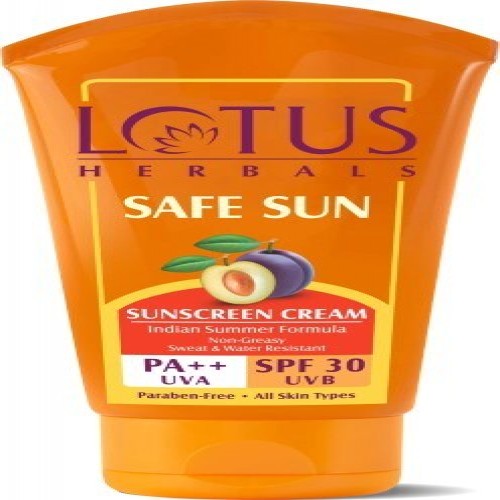 LOTUS
HERBALS
SAFE SUN
SUNSCREEN CREAM
Indian Summer Formula
Non-Greasy
Sweat & Water Resistant
PA++ SPF 30
UVA UVB
Paraben-Free • All Skin Types